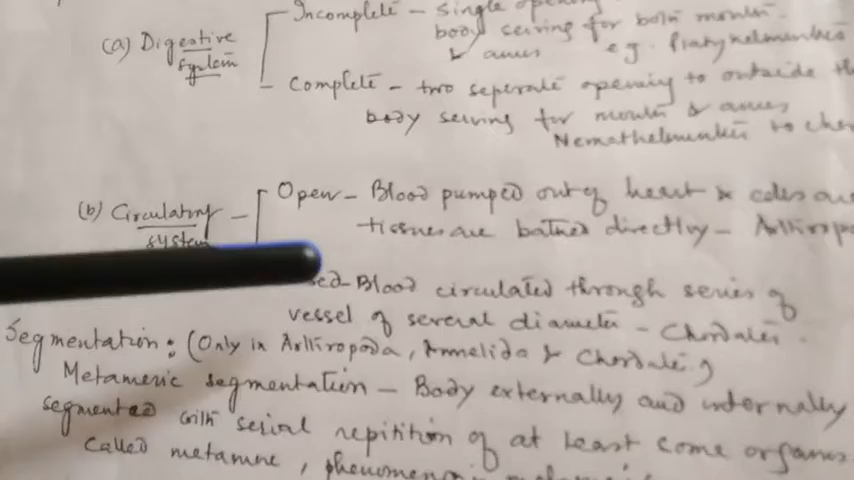 Incomplete - Single opening
(a) Digestive body serving for both mouth
system & anus e.g. Platyhelminthes
Complete - two seperate opening to outside the
body serving for mouth & anus
Nemathelminthes to
(b) Circulatory - Open - Blood pumped out of heart & cells and
system tissues are bathed directly - Arthropoda
Blood circulated through series of
vessel of several diameter - Chordates.
Segmentation: (Only in Arthropoda, Annelida & Chordates)
Metameric segmentation - Body externally and internally
segmented with serial repitition of at least some organs
Called metamere, phenomenon